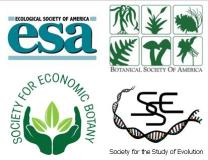 ECOLOGICAL SOCIETY OF AMERICA
esa
BOTANICAL SOCIETY OF AMERICA
SOCIETY FOR ECONOMIC BOTANY
SSE
Society for the Study of Evolution